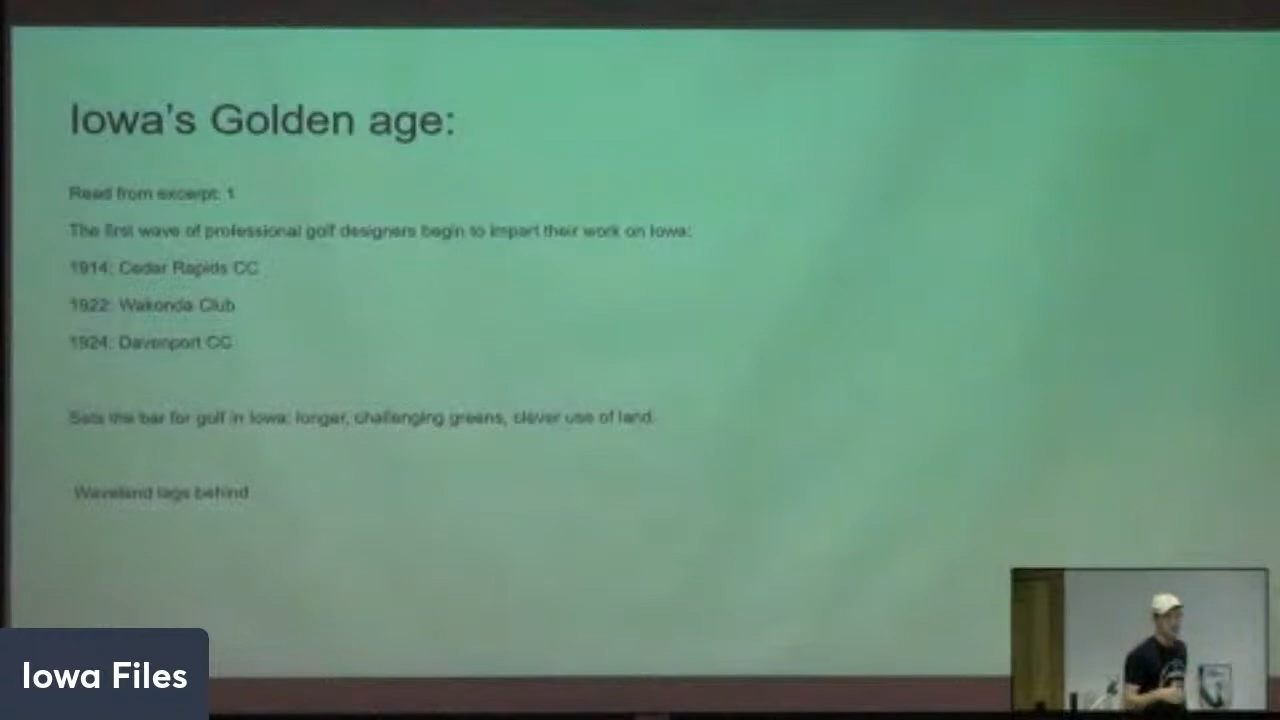 Iowa's Golden age:
Read from excerpt: 1
The first wave of professional golf designers begin to impart their work on Iowa:
1914: Cedar Rapids CC
1922: Wakonda Club
1924: Davenport CC
Sets the bar for golf in Iowa: longer, challenging greens, clever use of land.
Waveland lags behind
Iowa Files